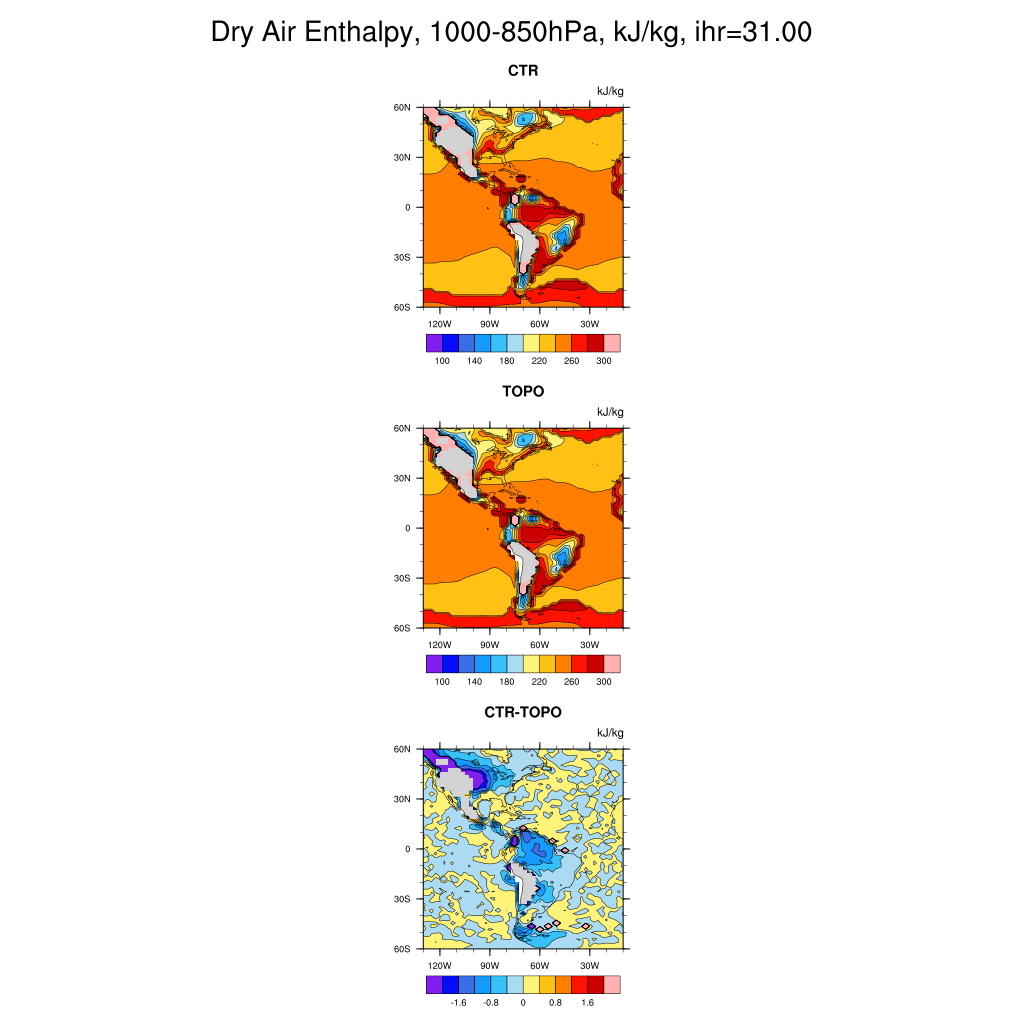 Dry Air Enthalpy, 1000-850hPa, kJ/kg, ihr=31.00
CTR
kJ/kg
60N
30N
0
30S
60S
120W 90W 60W 30W
100 140 180 220 260 300
TOPO
kJ/kg
60N
30N
0
30S
60S
120W 90W 60W 30W
100 140 180 220 260 300
CTR-TOPO
kJ/kg
60N
30N
0
30S
60S
120W 90W 60W 30W
-1.6 -0.8 0 0.8 1.6